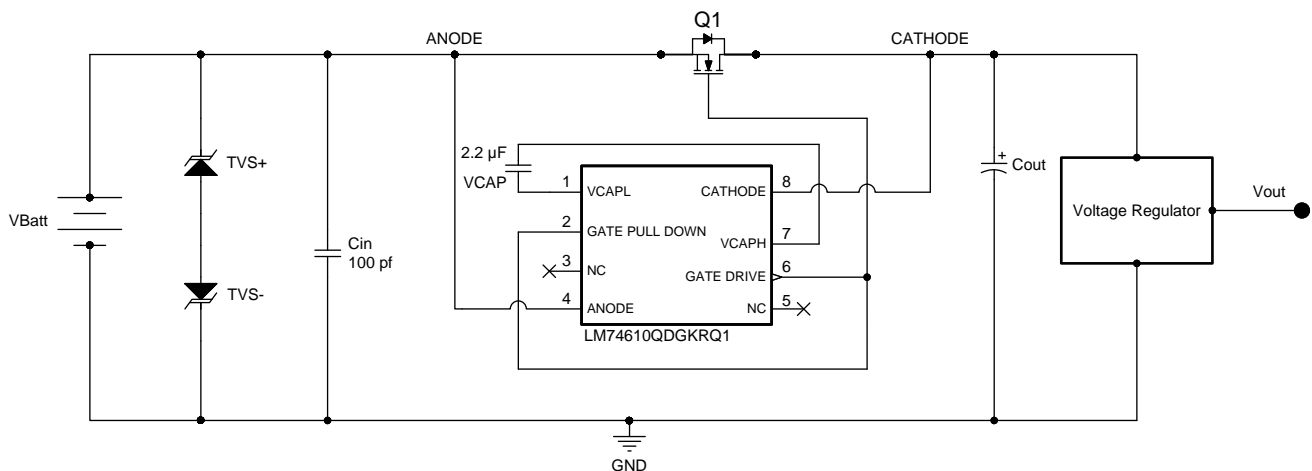 Q1
ANODE
CATHODE
TVS+
2.2 µF
VCAP
1
VCAPL
CATHODE
8
+
Cout
Voltage Regulator
Vout
VBatt
2
GATE PULL DOWN
VCAPH
7
Cin
100 pf
3
NC
GATE DRIVE
6
TVS-
4
ANODE
NC
5
LM74610QDGKRQ1
GND